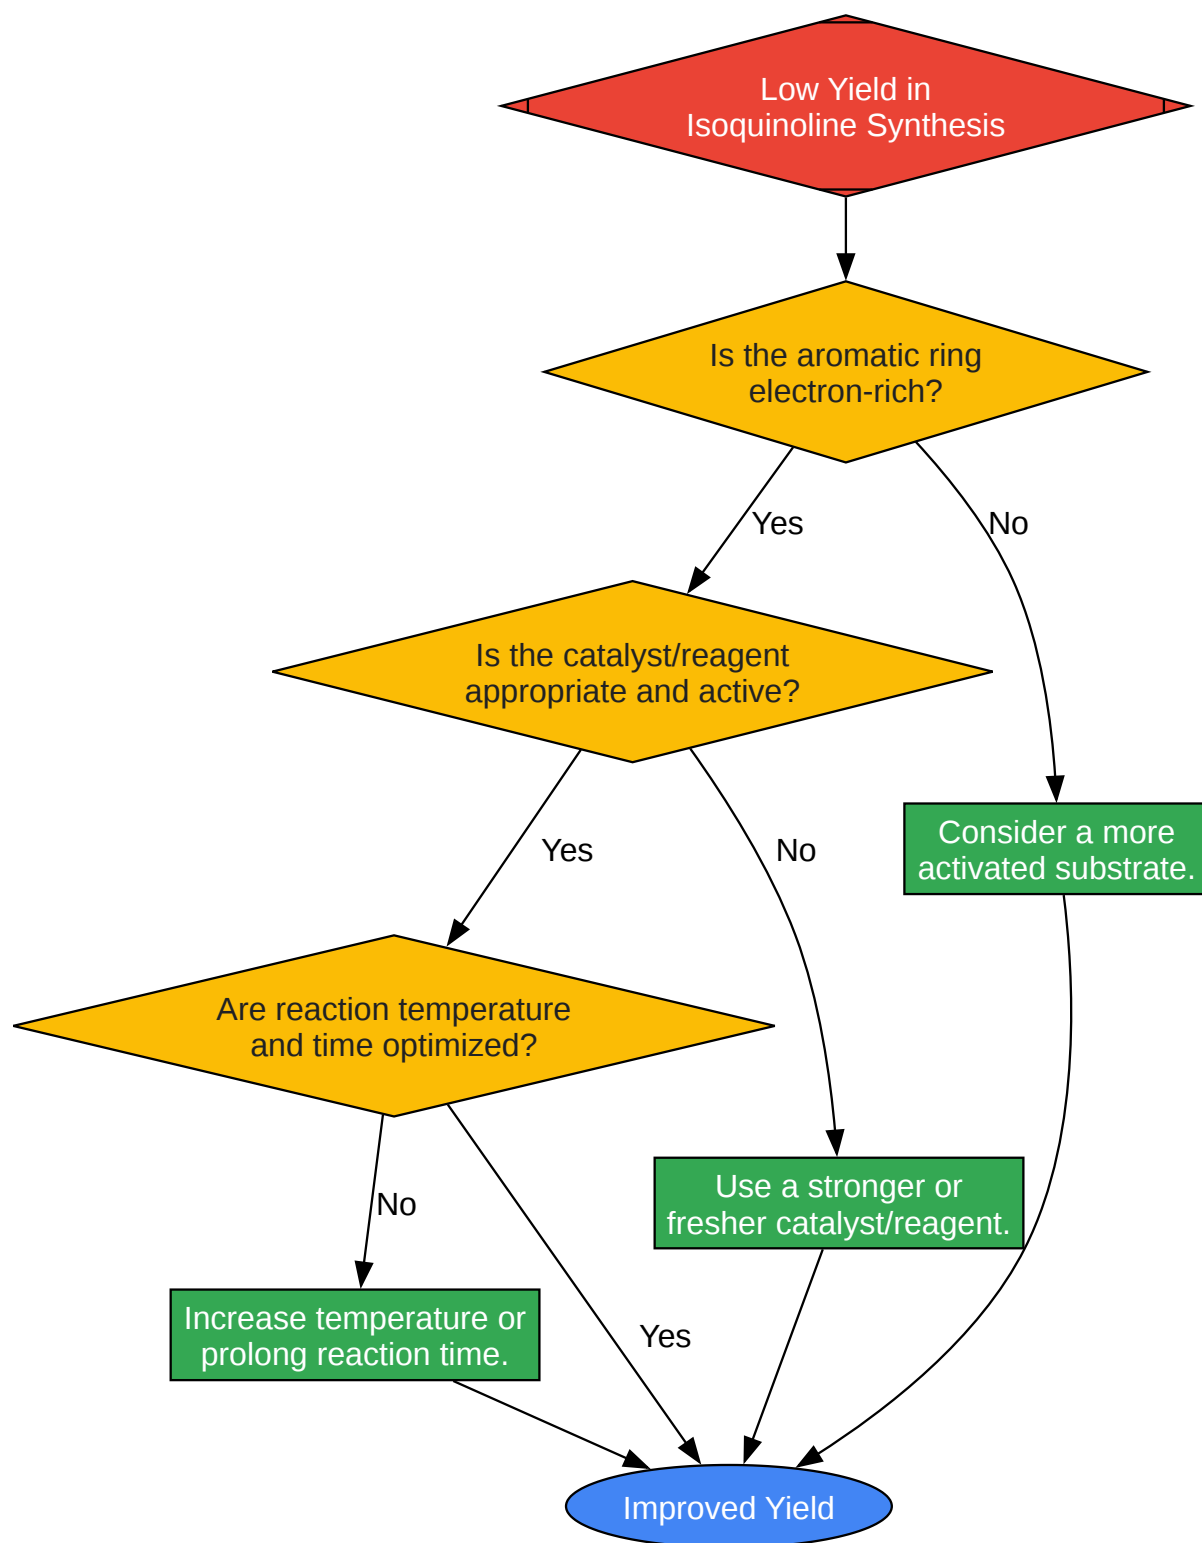 Low Yield in
Isoquinoline Synthesis
Is the aromatic ring
electron-rich?
Yes
No
Is the catalyst/reagent
appropriate and active?
Yes
No
Consider a more
activated substrate.
Are reaction temperature
and time optimized?
No
Use a stronger or
fresher catalyst/reagent.
Increase temperature or
prolong reaction time.
Yes
Improved Yield